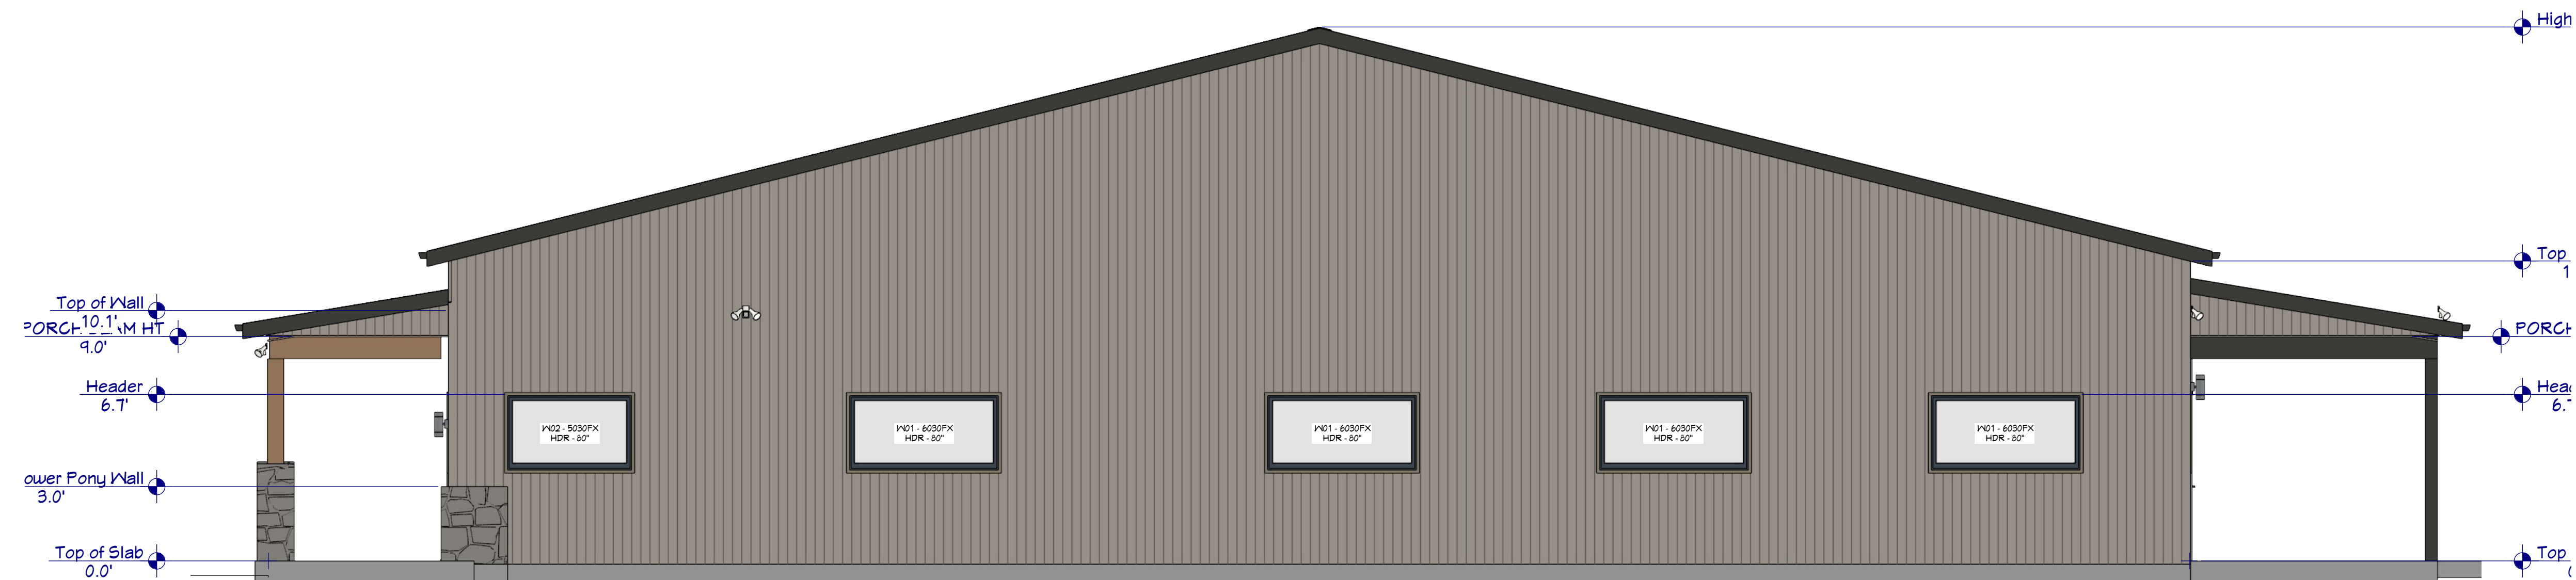 High
Top of Wall
10.1'
PORCH BEAM HT
9.0'
Header
6.7'
ower Pony Wall
3.0'
Top of Slab
0.0'
W02 - 5030FX
HDR - 80"
W01 - 6030FX
HDR - 80"
W01 - 6030FX
HDR - 80"
W01 - 6030FX
HDR - 80"
W01 - 6030FX
HDR - 80"
Top
1
PORCH
Head
6.7
Top